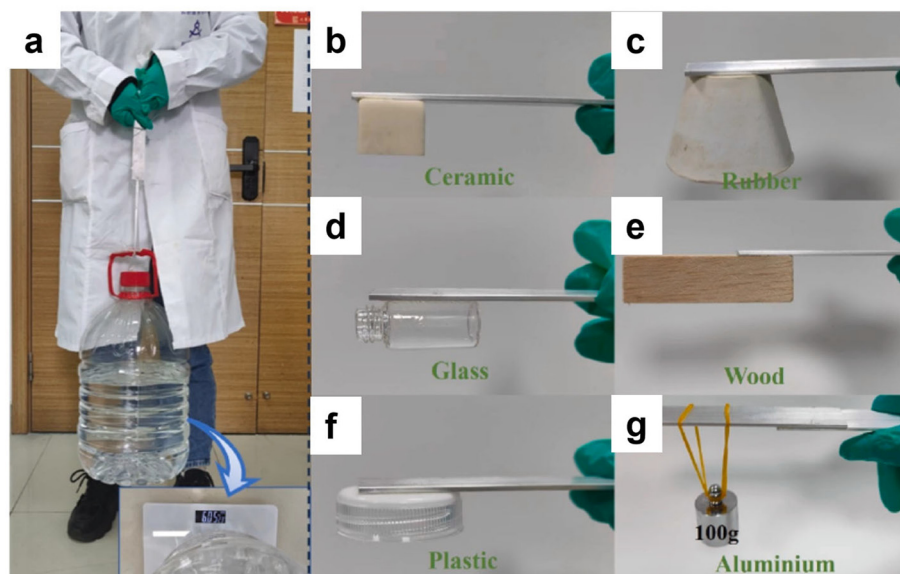 a
b
Ceramic
c
Rubber
d
Glass
e
Wood
f
Plastic
g
100g
Aluminium